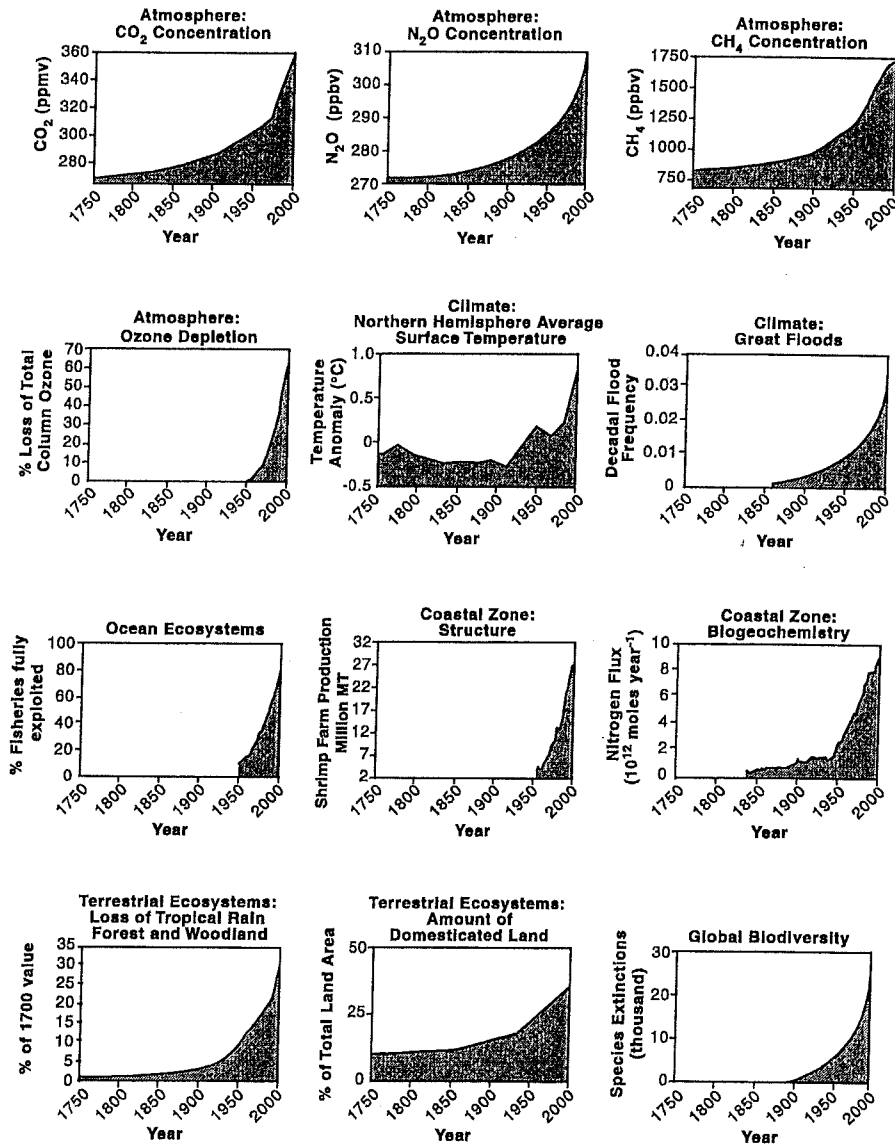 Atmosphere:
CO2 Concentration
CO2 (ppmv)
360
340
320
300
280
1750
1800
1850
1900
1950
2000
Year
Atmosphere:
N2O Concentration
N2O (ppbv)
310
300
290
280
270
1750
1800
1850
1900
1950
2000
Year
Atmosphere:
CH4 Concentration
CH4 (ppbv)
1750
1500
1250
1000
750
1750
1800
1850
1900
1950
2000
Year
Atmosphere:
Ozone Depletion
% Loss of Total
Column Ozone
70
60
50
40
30
20
10
0
1750
1800
1850
1900
1950
2000
Year
Climate:
Northern Hemisphere Average
Surface Temperature
Temperature
Anomaly (°C)
1.0
0.5
0
-0.5
1750
1800
1850
1900
1950
2000
Year
Climate:
Great Floods
Decadal Flood
Frequency
0.04
0.03
0.02
0.01
0
1750
1800
1850
1900
1950
2000
Year
Ocean Ecosystems
% Fisheries fully
exploited
100
80
60
40
20
0
1750
1800
1850
1900
1950
2000
Year
Coastal Zone:
Structure
Shrimp Farm Production
Million MT
32
27
22
17
12
7
2
1750
1800
1850
1900
1950
2000
Year
Coastal Zone:
Biogeochemistry
Nitrogen Flux
(10¹² moles year⁻¹)
10
8
6
4
2
0
1750
1800
1850
1900
1950
2000
Year
Terrestrial Ecosystems:
Loss of Tropical Rain
Forest and Woodland
% of 1700 value
35
30
25
20
15
10
5
0
1750
1800
1850
1900
1950
2000
Year
Terrestrial Ecosystems:
Amount of
Domesticated Land
% of Total Land Area
50
25
0
1750
1800
1850
1900
1950
2000
Year
Global Biodiversity
Species Extinctions
(thousand)
30
20
10
0
1750
1800
1850
1900
1950
2000
Year